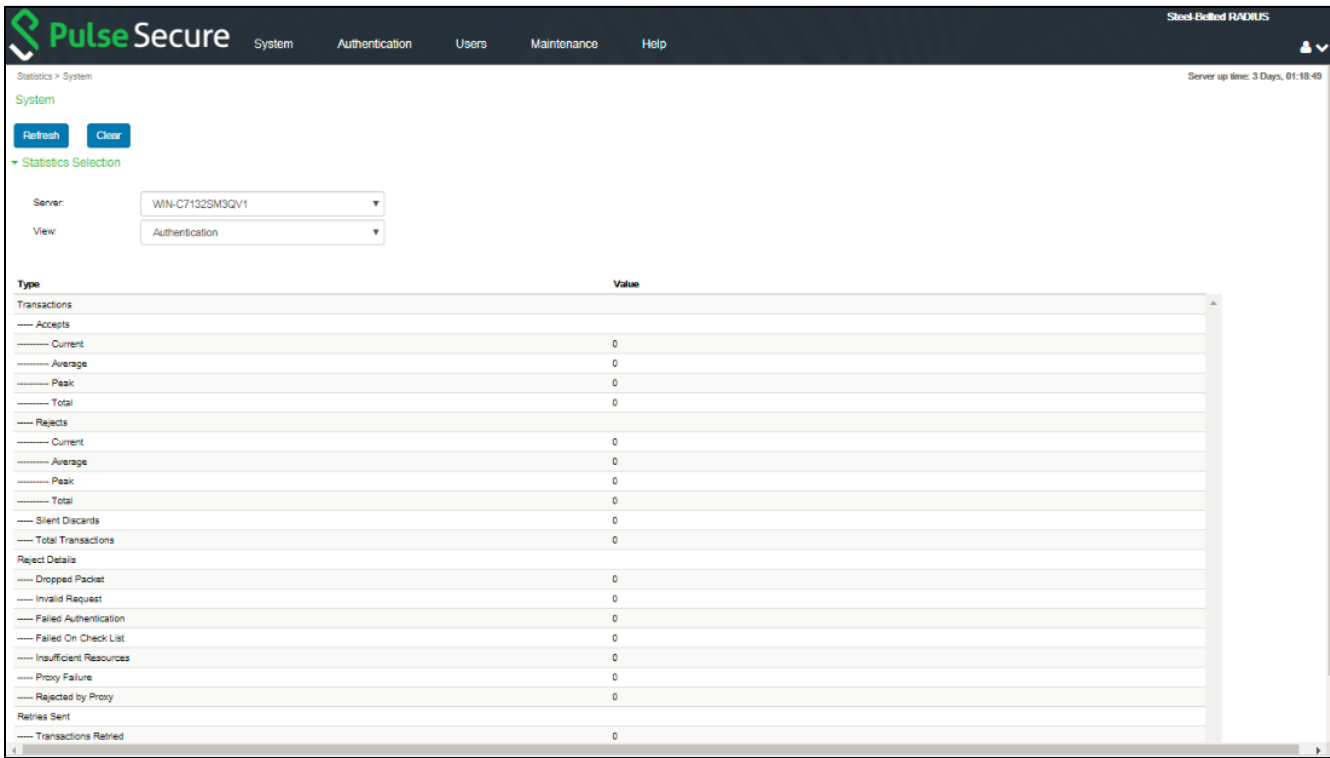 Steel-Belted RADIUS
Pulse Secure System Authentication Users Maintenance Help
Statistics > System Server up time: 3 Days, 01:18:49
System
Refresh Clear
Statistics Selection
Server: WIN-C7132SM3QV1
View: Authentication
Type Value
Transactions
----- Accepts
---------- Current 0
---------- Average 0
---------- Peak 0
---------- Total 0
----- Rejects
---------- Current 0
---------- Average 0
---------- Peak 0
---------- Total 0
----- Silent Discards 0
----- Total Transactions 0
Reject Details
----- Dropped Packet 0
----- Invalid Request 0
----- Failed Authentication 0
----- Failed On Check List 0
----- Insufficient Resources 0
----- Proxy Failure 0
----- Rejected by Proxy 0
Retries Sent
----- Transactions Retried 0